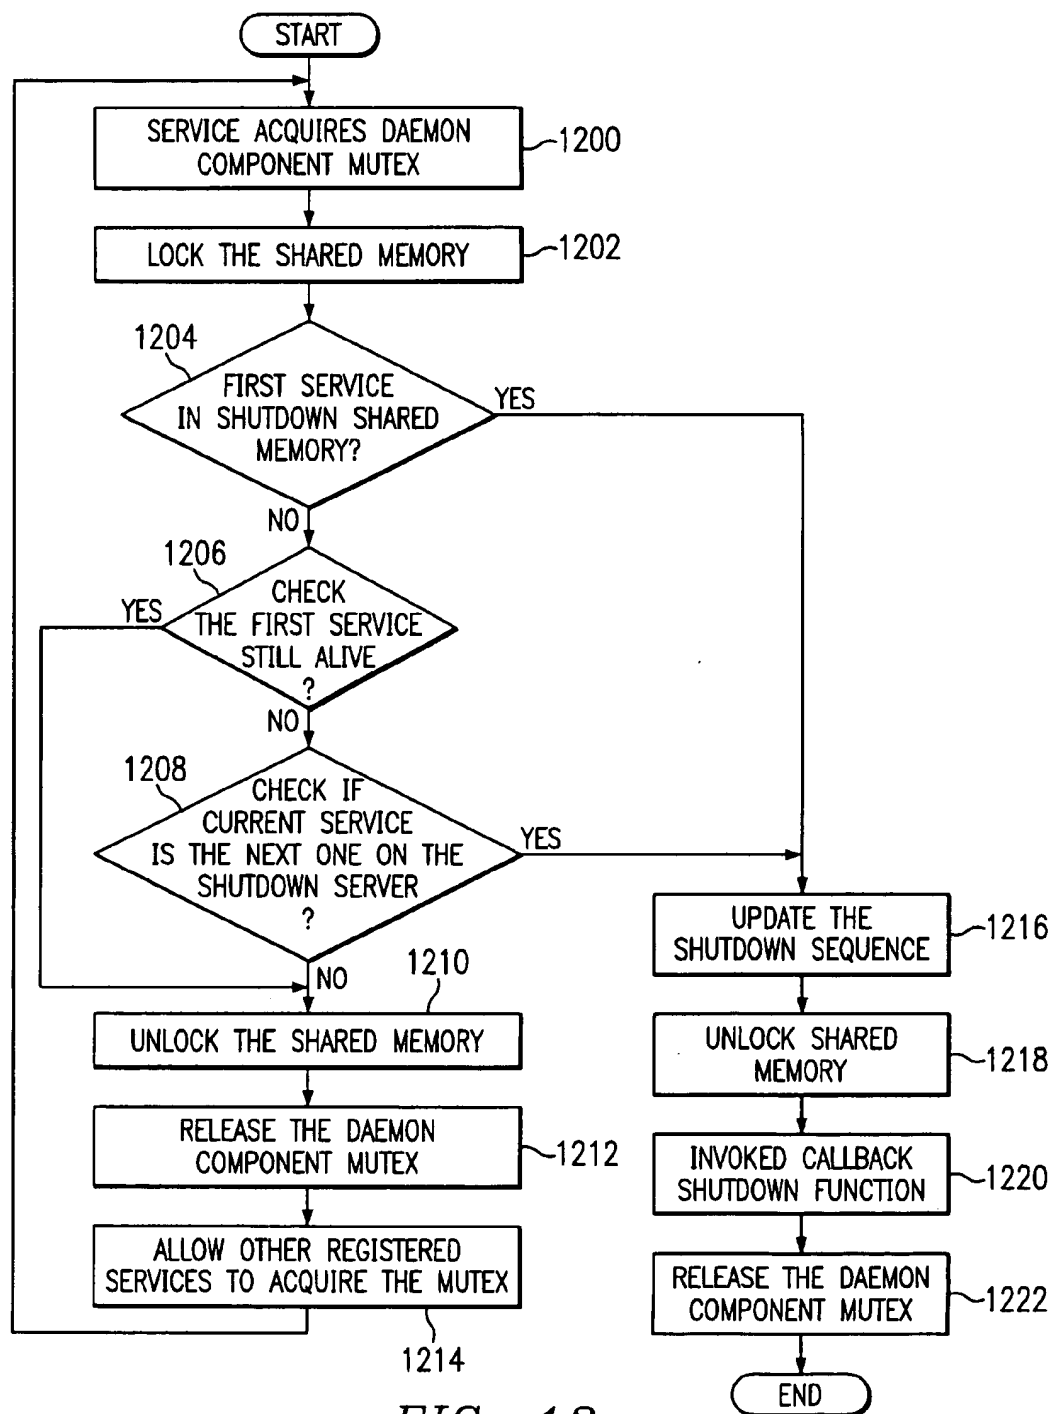 START
SERVICE ACQUIRES DAEMON
COMPONENT MUTEX
1200
LOCK THE SHARED MEMORY
1202
1204
FIRST SERVICE
IN SHUTDOWN SHARED
MEMORY?
YES
NO
1206
CHECK
THE FIRST SERVICE
STILL ALIVE
?
YES
NO
1208
CHECK IF
CURRENT SERVICE
IS THE NEXT ONE ON THE
SHUTDOWN SERVER
?
YES
NO
1210
UNLOCK THE SHARED MEMORY
RELEASE THE DAEMON
COMPONENT MUTEX
1212
ALLOW OTHER REGISTERED
SERVICES TO ACQUIRE THE MUTEX
1214
UPDATE THE
SHUTDOWN SEQUENCE
1216
UNLOCK SHARED
MEMORY
1218
INVOKED CALLBACK
SHUTDOWN FUNCTION
1220
RELEASE THE DAEMON
COMPONENT MUTEX
1222
END